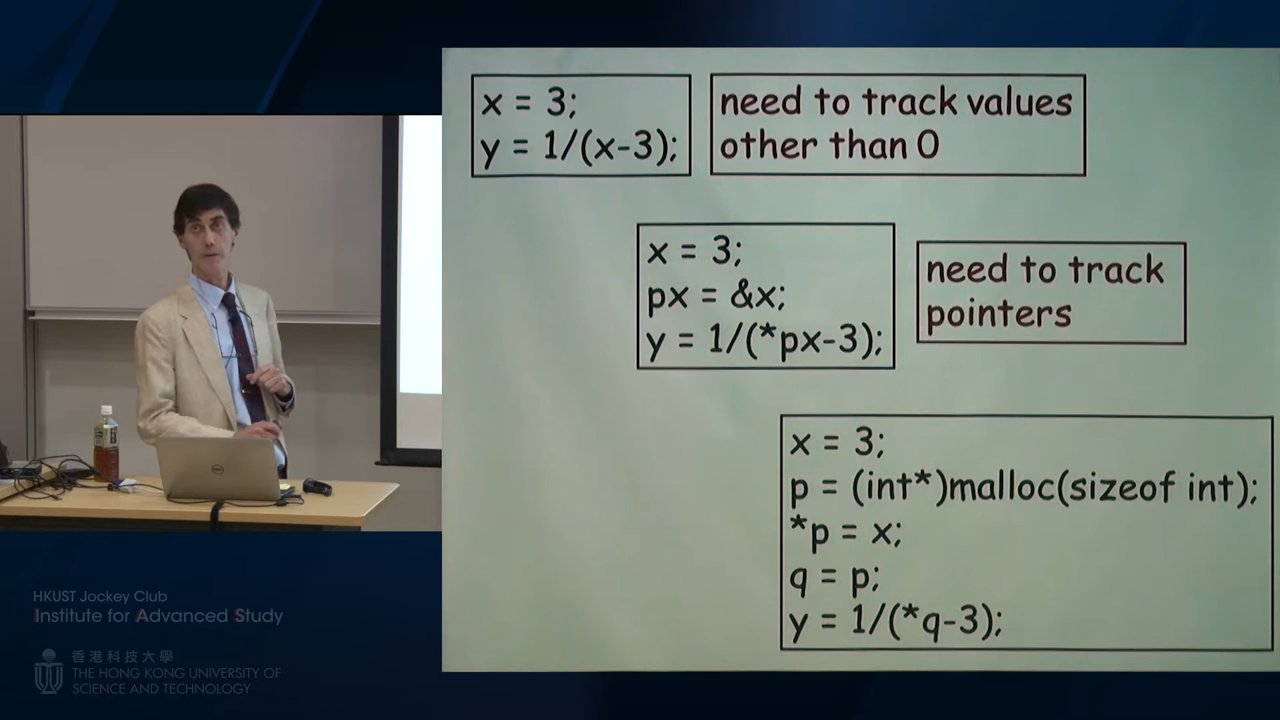 x = 3;
y = 1/(x-3);
need to track values
other than 0
x = 3;
px = &x;
y = 1/(*px-3);
need to track
pointers
x = 3;
p = (int*)malloc(sizeof int);
*p = x;
q = p;
y = 1/(*q-3);
DELL
HKUST Jockey Club
Institute for Advanced Study
香港科技大學
THE HONG KONG UNIVERSITY OF
SCIENCE AND TECHNOLOGY